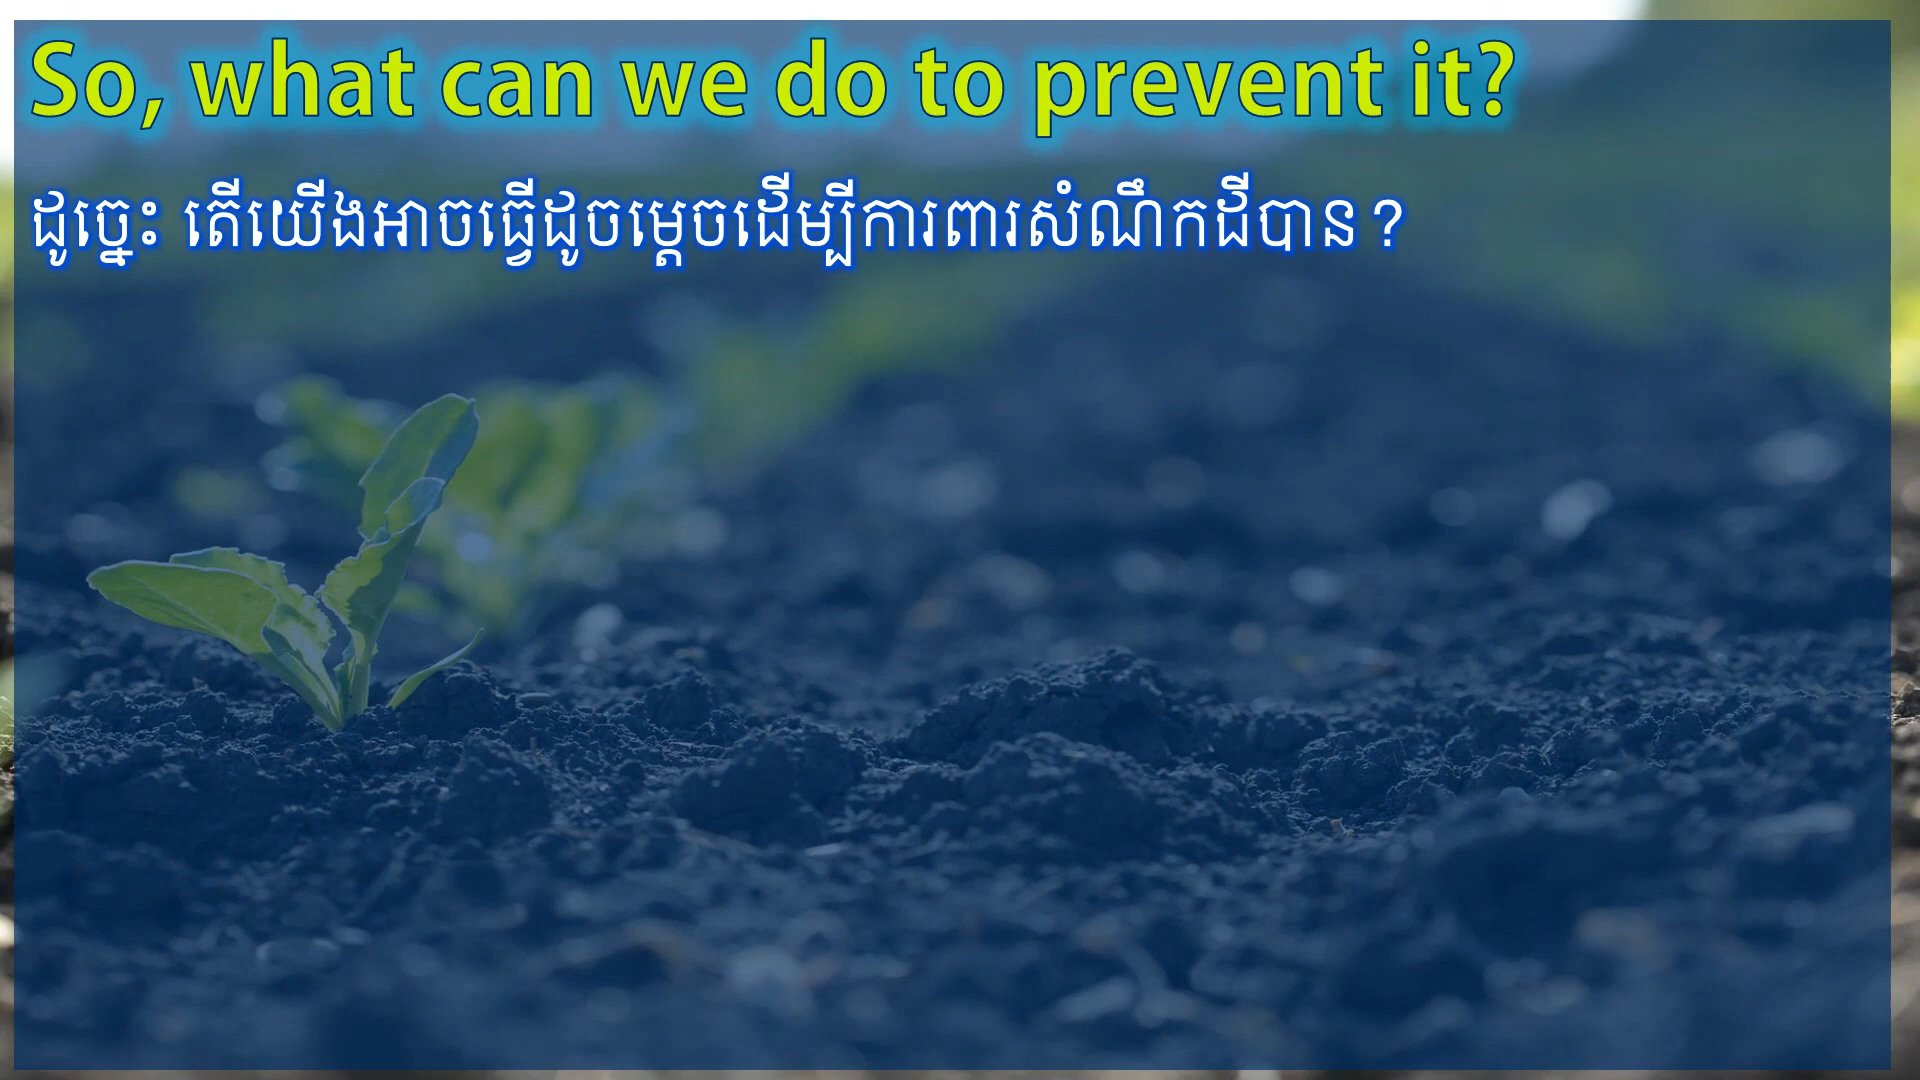 So, what can we do to prevent it?
ដូច្នេះ តើយើងអាចធ្វើដូចម្ដេចដើម្បីការពារសំណឹកដីបាន?